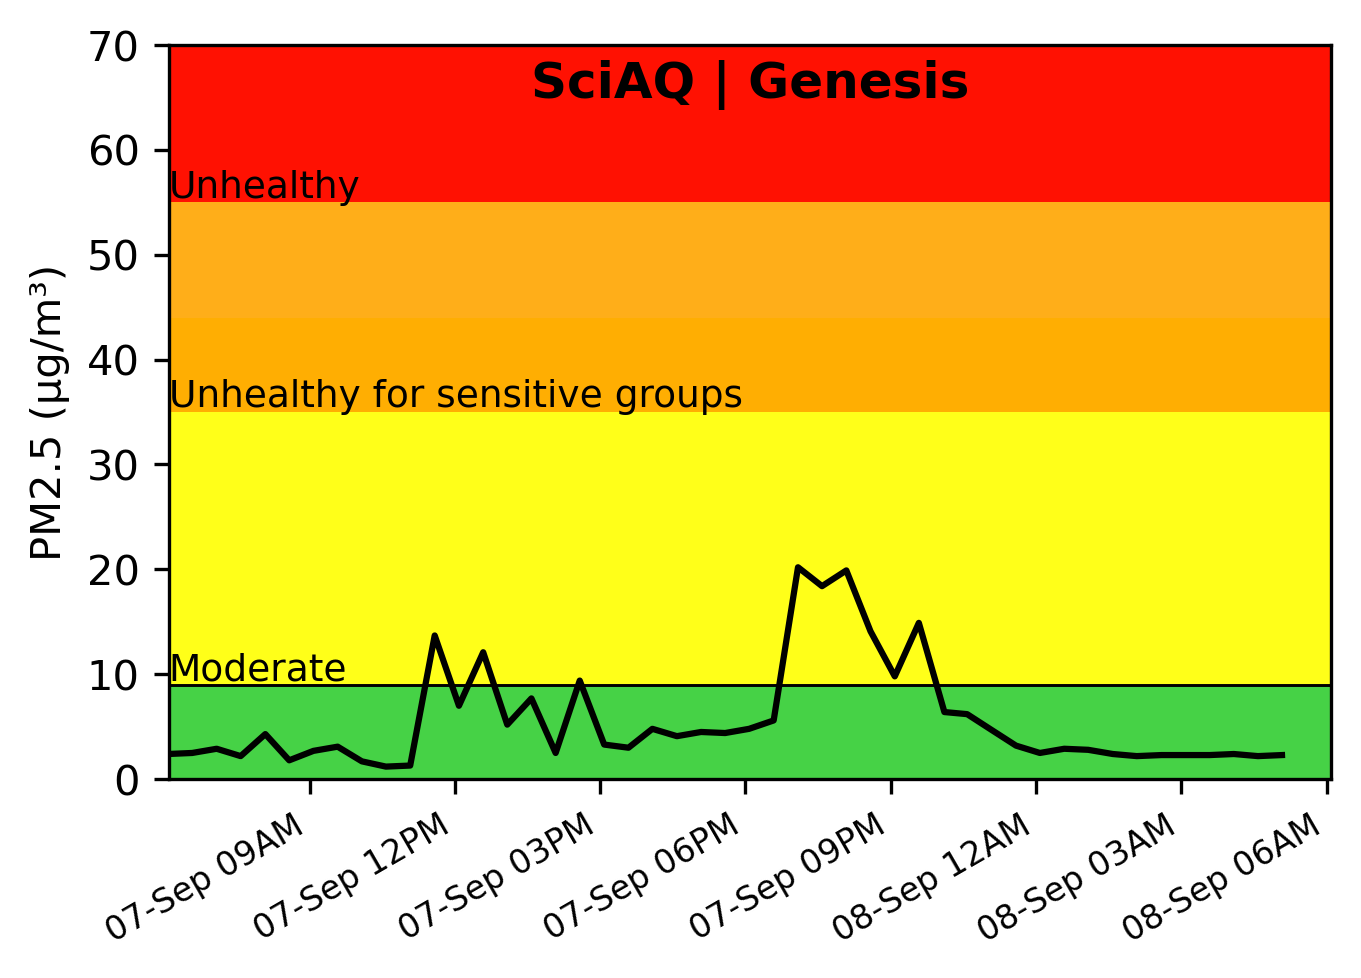 SciAQ | Genesis
70
60
Unhealthy
50
40
Unhealthy for sensitive groups
30
20
10
Moderate
0
PM2.5 (µg/m³)
07-Sep 09AM
07-Sep 12PM
07-Sep 03PM
07-Sep 06PM
07-Sep 09PM
08-Sep 12AM
08-Sep 03AM
08-Sep 06AM